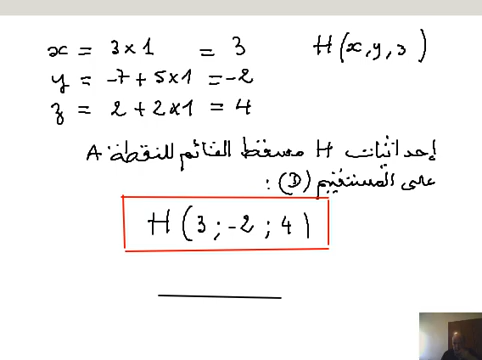 x = 3 x 1 = 3 H(x,y,z)
y = -7 + 5 x 1 = -2
z = 2 + 2 x 1 = 4
إحداثيات H مسقط القائم للنقطة A
على المستقيم (D) :
H(3 ; -2 ; 4)